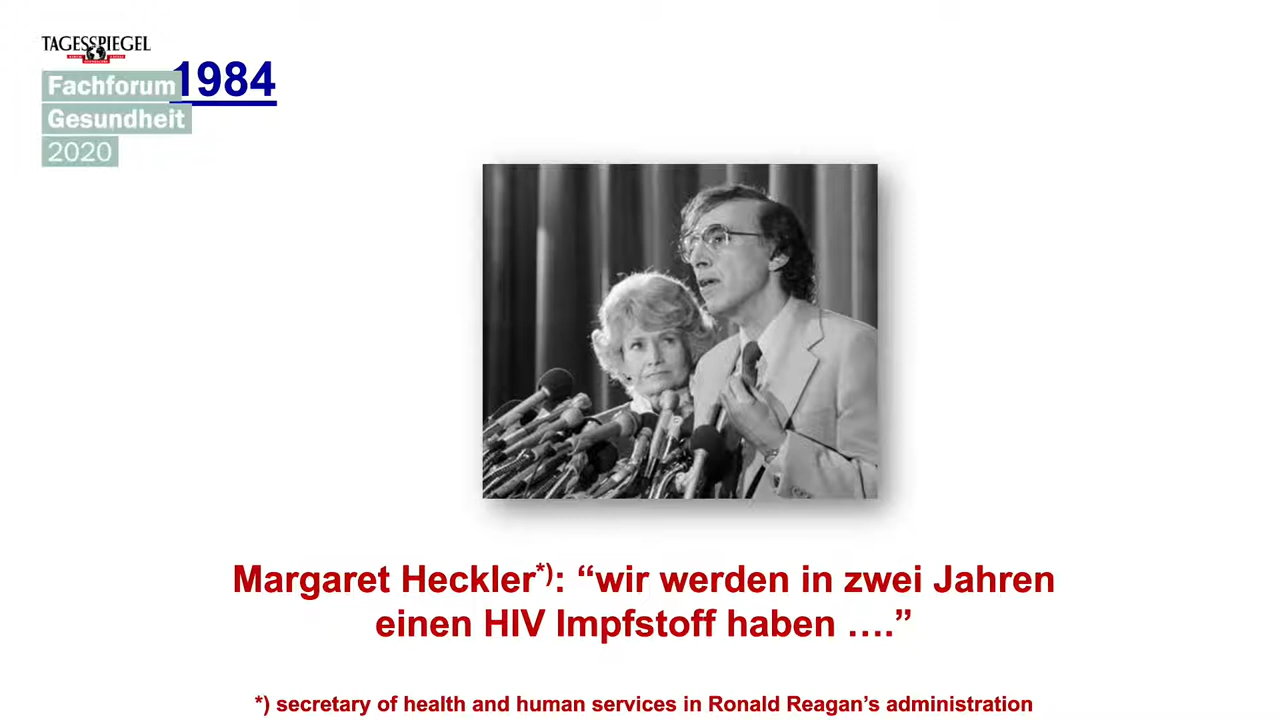 TAGESSPIEGEL
Fachforum
Gesundheit
2020
1984
Margaret Heckler*): “wir werden in zwei Jahren
einen HIV Impfstoff haben ….”
*) secretary of health and human services in Ronald Reagan’s administration